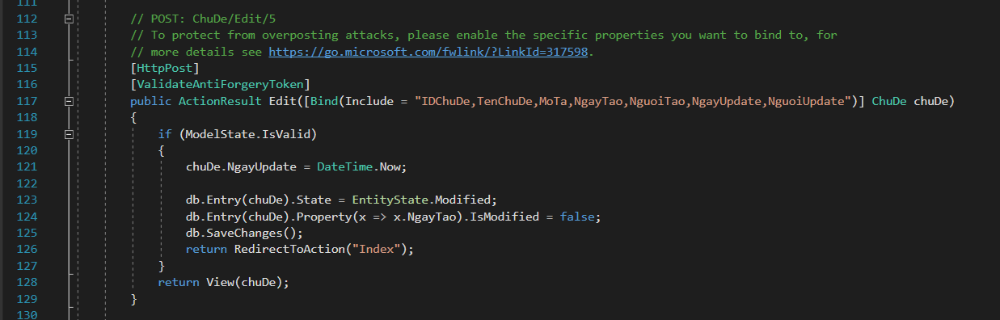 111
112 // POST: ChuDe/Edit/5
113 // To protect from overposting attacks, please enable the specific properties you want to bind to, for
114 // more details see https://go.microsoft.com/fwlink/?LinkId=317598.
115 [HttpPost]
116 [ValidateAntiForgeryToken]
117 public ActionResult Edit([Bind(Include = "IDChuDe,TenChuDe,MoTa,NgayTao,NguoiTao,NgayUpdate,NguoiUpdate")] ChuDe chuDe)
118 {
119 if (ModelState.IsValid)
120 {
121 chuDe.NgayUpdate = DateTime.Now;
122
123 db.Entry(chuDe).State = EntityState.Modified;
124 db.Entry(chuDe).Property(x => x.NgayTao).IsModified = false;
125 db.SaveChanges();
126 return RedirectToAction("Index");
127 }
128 return View(chuDe);
129 }
130